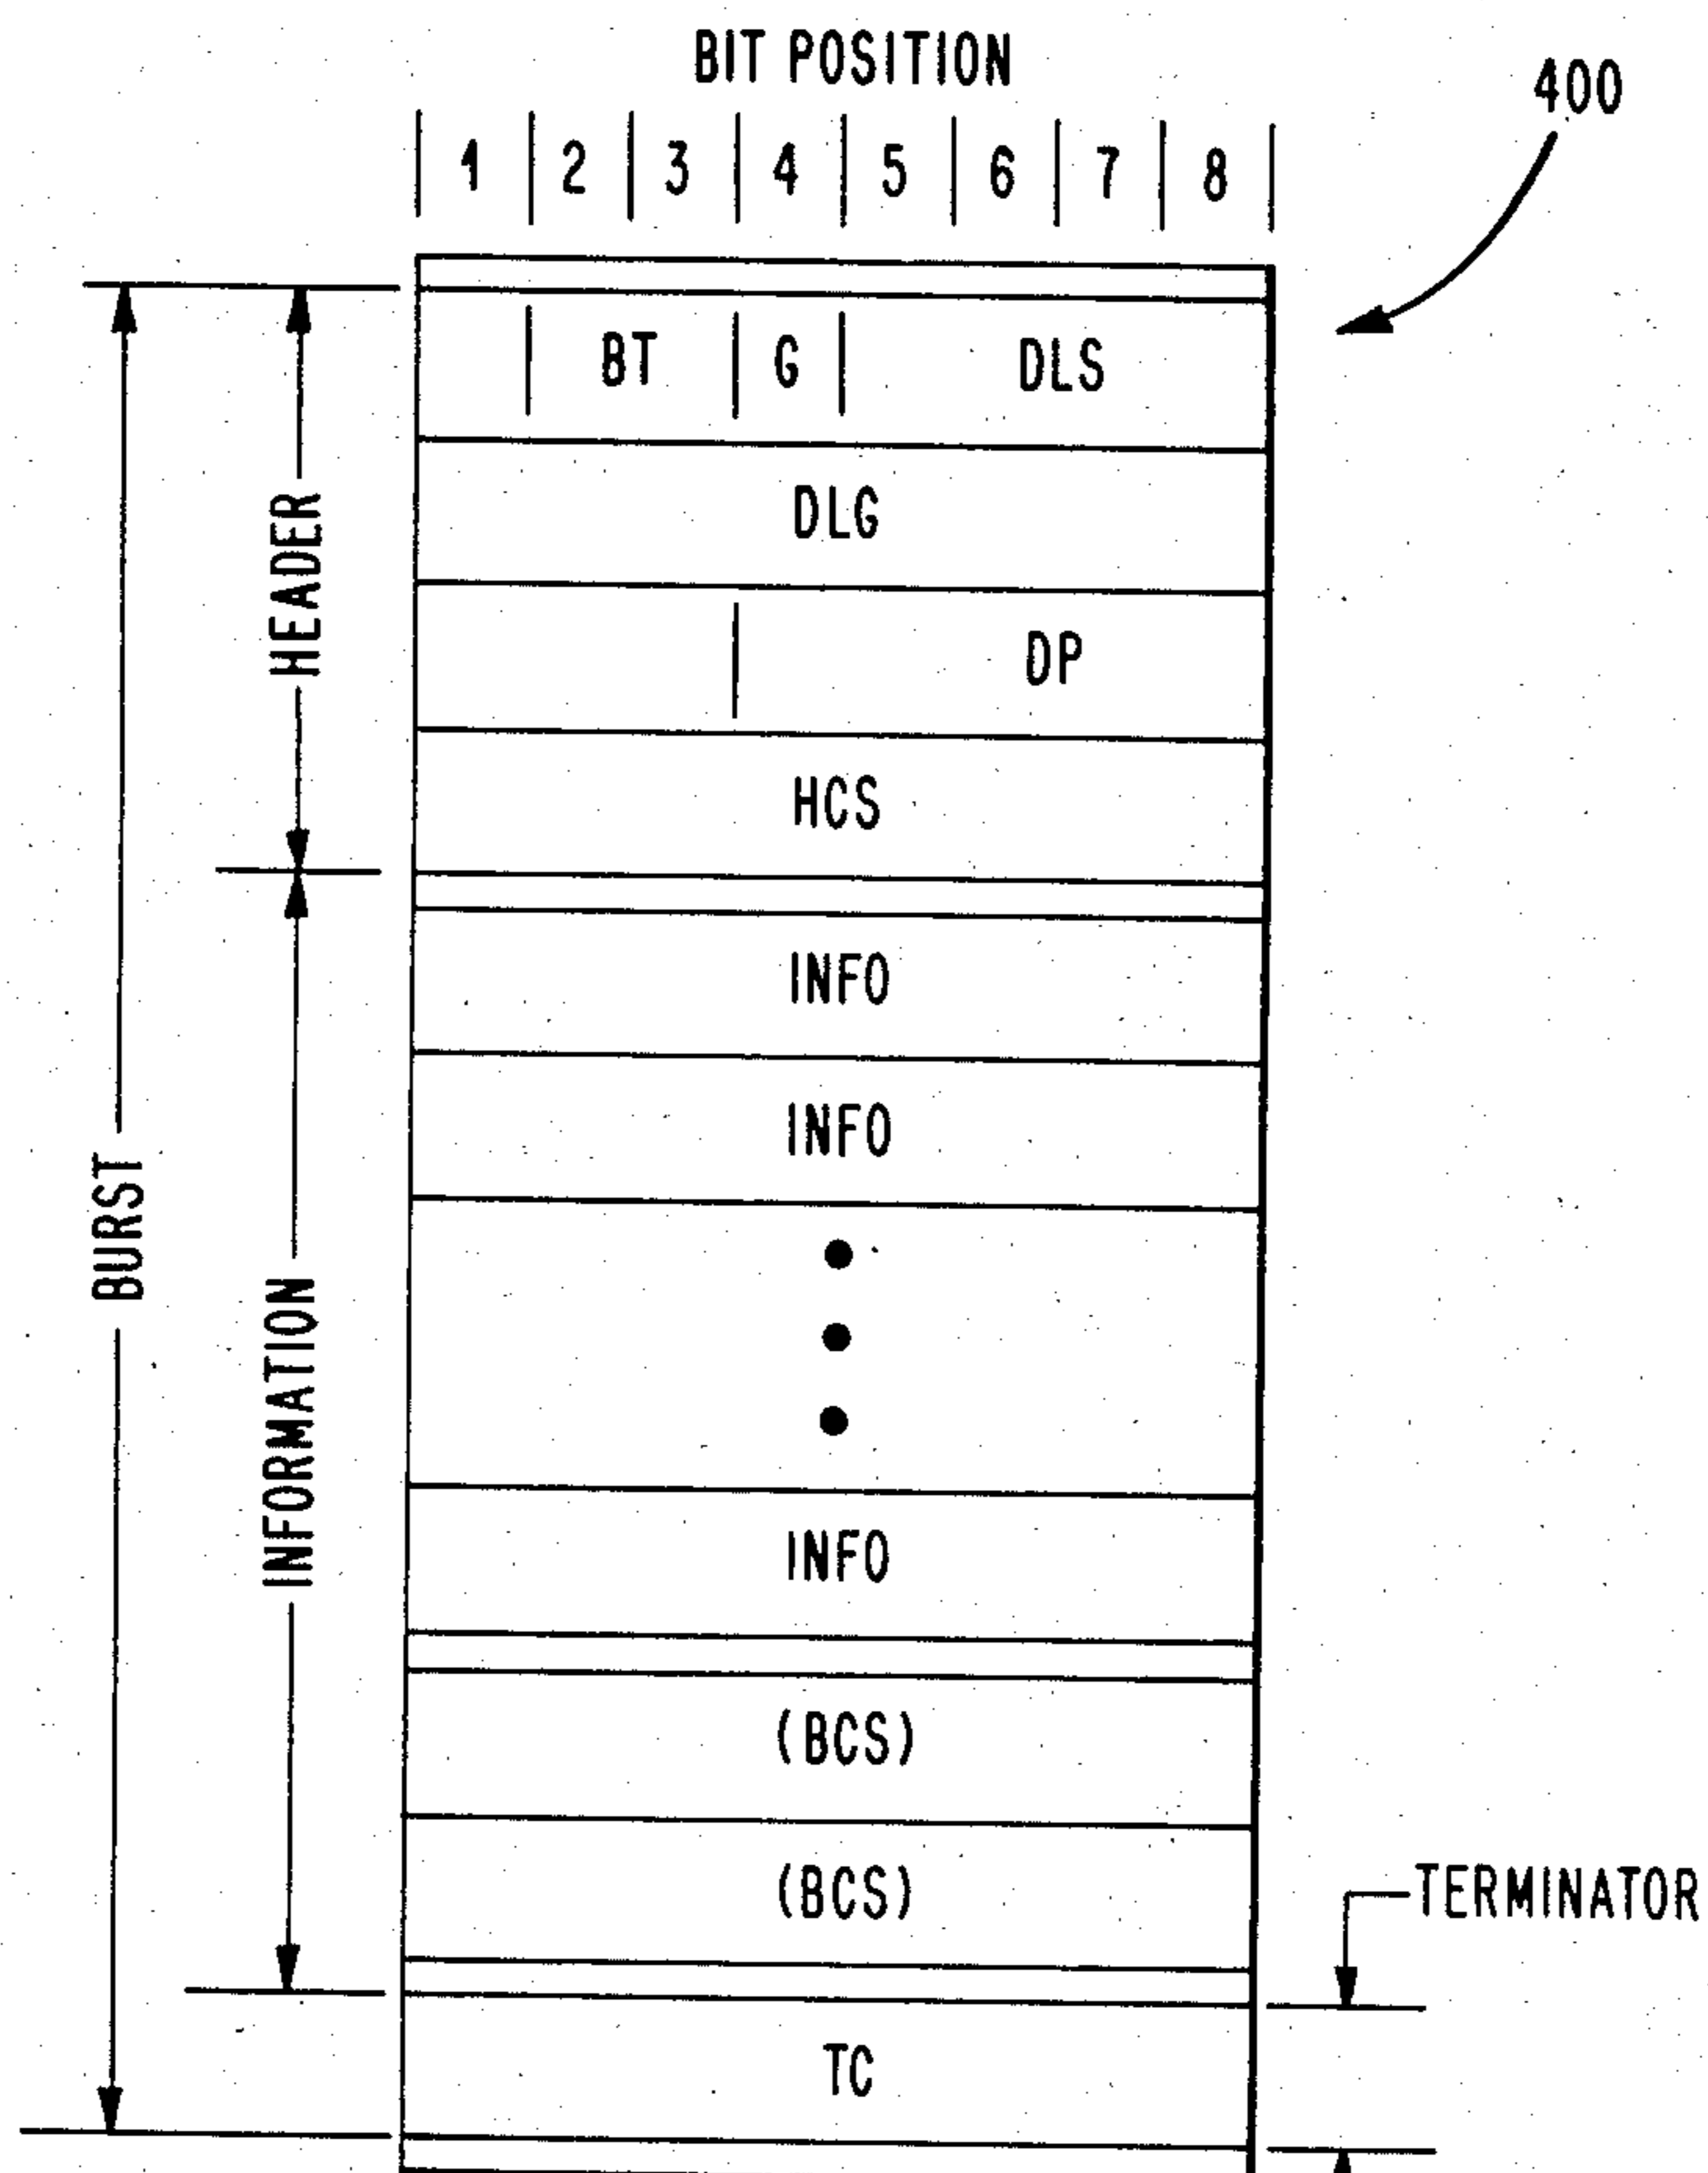 BIT POSITION
400
1 2 3 4 5 6 7 8
BT G DLS
DLG
HEADER
DP
HCS
INFO
INFO
BURST
INFORMATION
INFO
(BCS)
(BCS)
TERMINATOR
TC